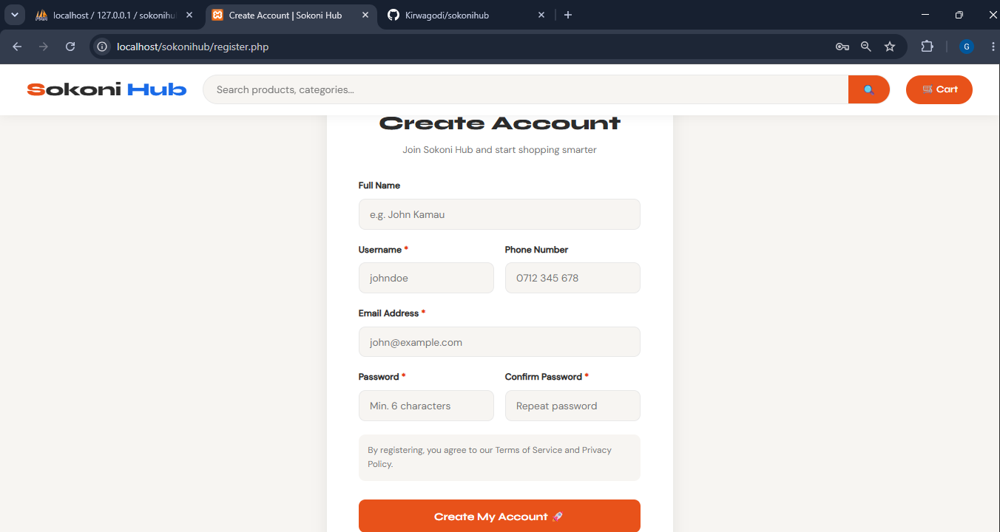 localhost / 127.0.0.1 / sokonihu
Create Account | Sokoni Hub
Kirwagodi/sokonihub
localhost/sokonihub/register.php
G
Sokoni Hub
Search products, categories...
Cart
Create Account
Join Sokoni Hub and start shopping smarter
Full Name
e.g. John Kamau
Username *
Phone Number
johndoe
0712 345 678
Email Address *
john@example.com
Password *
Confirm Password *
Min. 6 characters
Repeat password
By registering, you agree to our Terms of Service and Privacy
Policy.
Create My Account 🚀